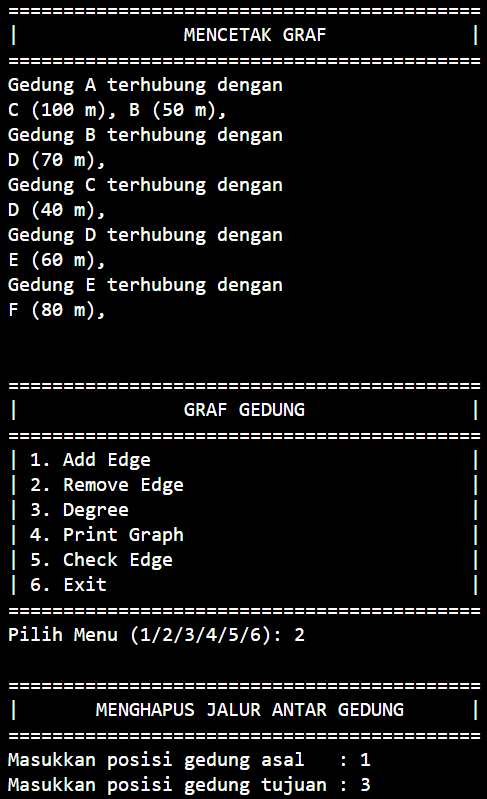 ===========================================
|               MENCETAK GRAF             |
===========================================
Gedung A terhubung dengan
C (100 m), B (50 m),
Gedung B terhubung dengan
D (70 m),
Gedung C terhubung dengan
D (40 m),
Gedung D terhubung dengan
E (60 m),
Gedung E terhubung dengan
F (80 m),
===========================================
|               GRAF GEDUNG               |
===========================================
| 1. Add Edge                             |
| 2. Remove Edge                          |
| 3. Degree                               |
| 4. Print Graph                          |
| 5. Check Edge                           |
| 6. Exit                                 |
===========================================
Pilih Menu (1/2/3/4/5/6): 2
===========================================
|       MENGHAPUS JALUR ANTAR GEDUNG      |
===========================================
Masukkan posisi gedung asal   : 1
Masukkan posisi gedung tujuan : 3